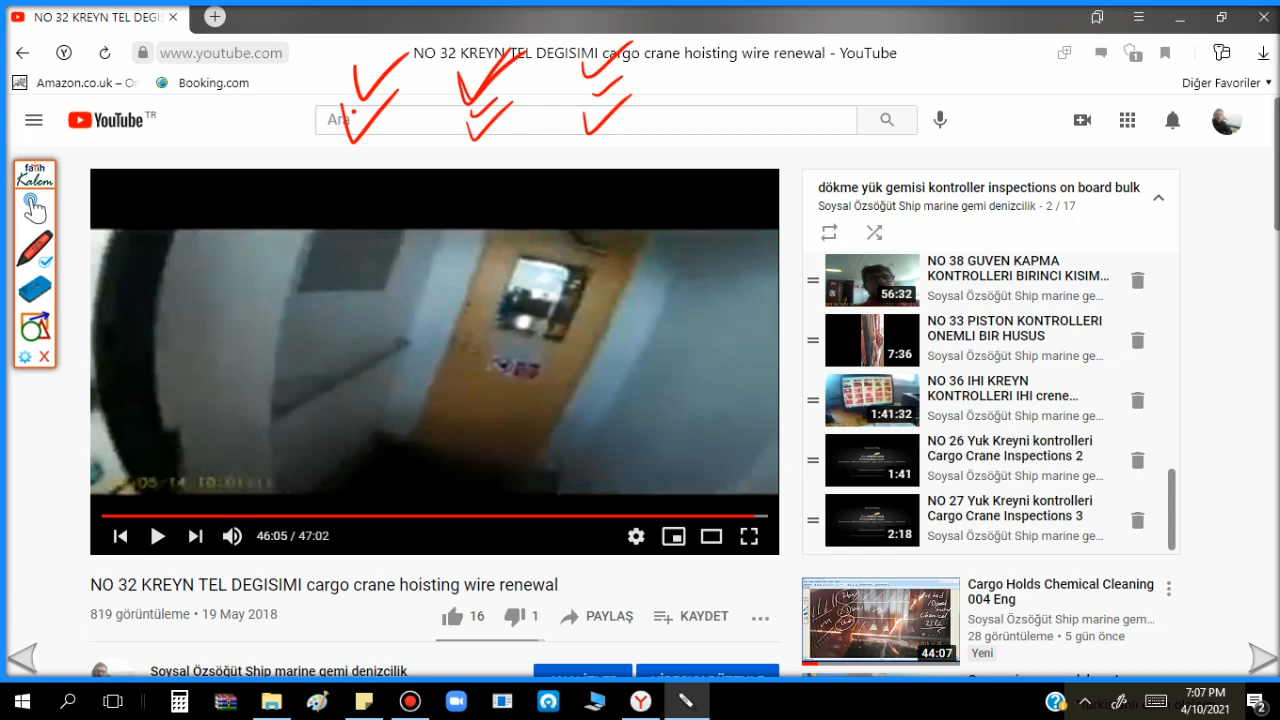 NO 32 KREYN TEL DEGIS
www.youtube.com
NO 32 KREYN TEL DEGISIMI cargo crane hoisting wire renewal - YouTube
1
Amazon.co.uk – On
Booking.com
Diğer Favoriler
YouTube TR
Ara
fatih
Kalem
dökme yük gemisi kontroller inspections on board bulk
Soysal Özsöğüt Ship marine gemi denizcilik - 2 / 17
NO 38 GUVEN KAPMA
KONTROLLERI BIRINCI KISIM...
Soysal Özsöğüt Ship marine ge...
56:32
NO 33 PISTON KONTROLLERI
ONEMLI BIR HUSUS
Soysal Özsöğüt Ship marine ge...
7:36
NO 36 IHI KREYN
KONTROLLERI IHI crene...
Soysal Özsöğüt Ship marine ge...
1:41:32
NO 26 Yuk Kreyni kontrolleri
Cargo Crane Inspections 2
Soysal Özsöğüt Ship marine ge...
1:41
NO 27 Yuk Kreyni kontrolleri
Cargo Crane Inspections 3
Soysal Özsöğüt Ship marine ge...
2:18
46:05 / 47:02
NO 32 KREYN TEL DEGISIMI cargo crane hoisting wire renewal
819 görüntüleme • 19 May 2018
16
1
PAYLAŞ
KAYDET
Soysal Özsöğüt Ship marine gemi denizcilik
Cargo Holds Chemical Cleaning
004 Eng
Soysal Özsöğüt Ship marine gem...
28 görüntüleme • 5 gün önce
Yeni
44:07
7:07 PM
4/10/2021
2